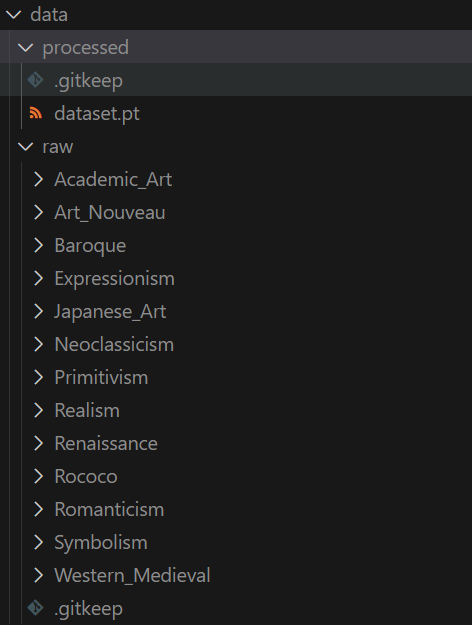 data
processed
.gitkeep
dataset.pt
raw
Academic_Art
Art_Nouveau
Baroque
Expressionism
Japanese_Art
Neoclassicism
Primitivism
Realism
Renaissance
Rococo
Romanticism
Symbolism
Western_Medieval
.gitkeep